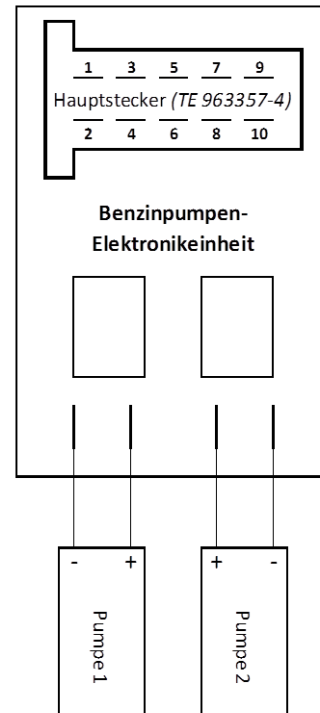 1 3 5 7 9
Hauptstecker (TE 963357-4)
2 4 6 8 10
Benzinpumpen-
Elektronikeinheit
- + + -
Pumpe 1 Pumpe 2